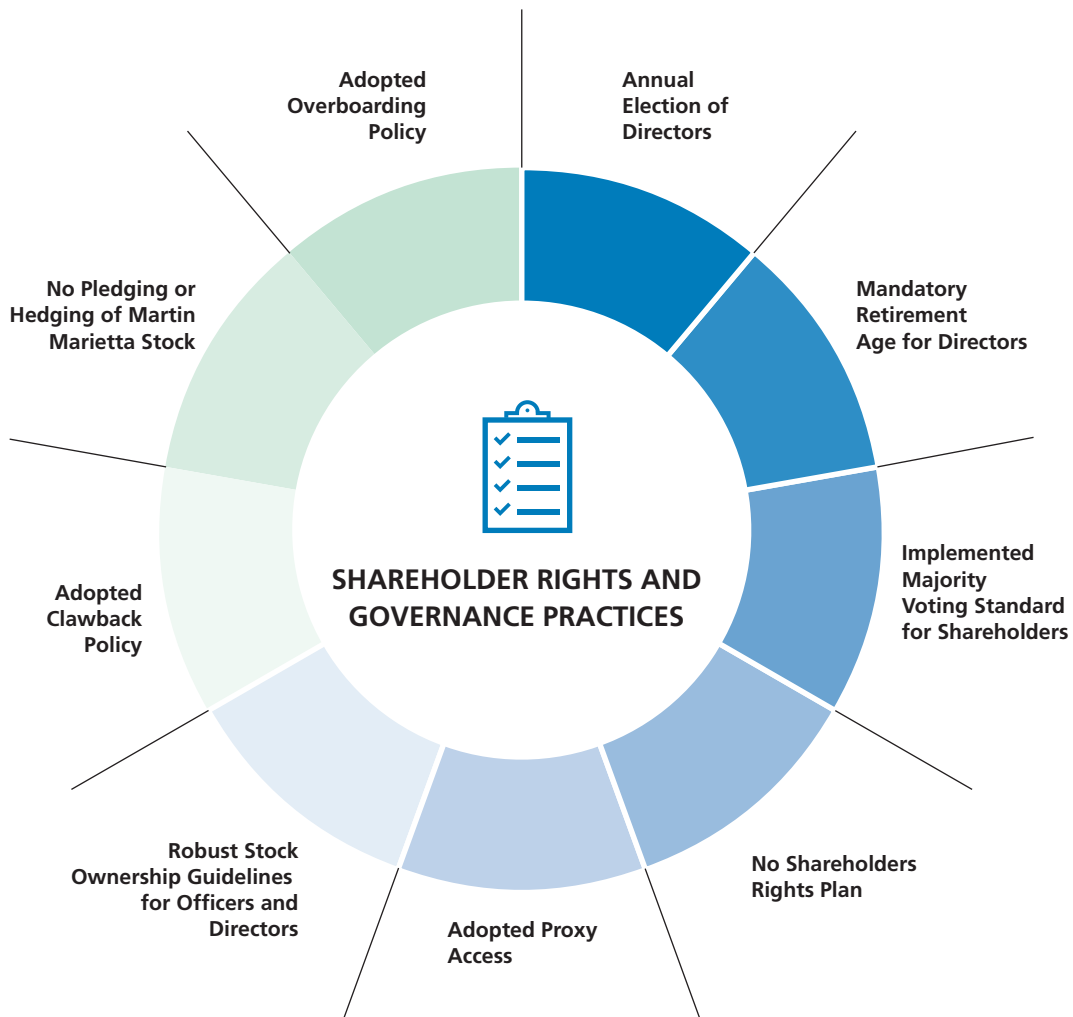 Adopted
Overboarding
Policy
Annual
Election of
Directors
Mandatory
Retirement
Age for Directors
Implemented
Majority
Voting Standard
for Shareholders
No Shareholders
Rights Plan
Adopted Proxy
Access
Robust Stock
Ownership Guidelines
for Officers and
Directors
Adopted
Clawback
Policy
No Pledging or
Hedging of Martin
Marietta Stock
SHAREHOLDER RIGHTS AND
GOVERNANCE PRACTICES